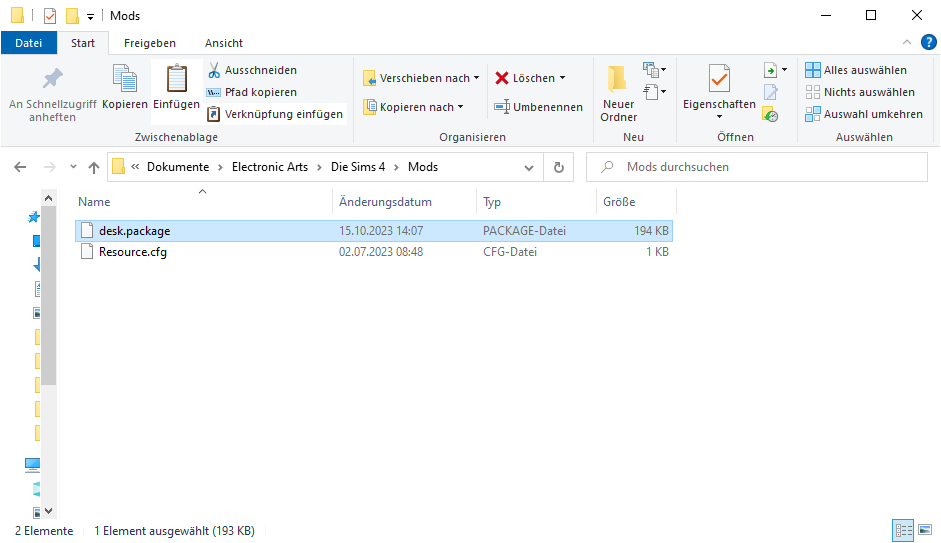 Mods
Datei Start Freigeben Ansicht
An Schnellzugriff anheften
Kopieren
Einfügen
Ausschneiden
Pfad kopieren
Verknüpfung einfügen
Zwischenablage
Verschieben nach
Kopieren nach
Löschen
Umbenennen
Organisieren
Neuer Ordner
Neu
Eigenschaften
Öffnen
Alles auswählen
Nichts auswählen
Auswahl umkehren
Auswählen
« Dokumente > Electronic Arts > Die Sims 4 > Mods
Mods durchsuchen
Name Änderungsdatum Typ Größe
desk.package 15.10.2023 14:07 PACKAGE-Datei 194 KB
Resource.cfg 02.07.2023 08:48 CFG-Datei 1 KB
2 Elemente 1 Element ausgewählt (193 KB)